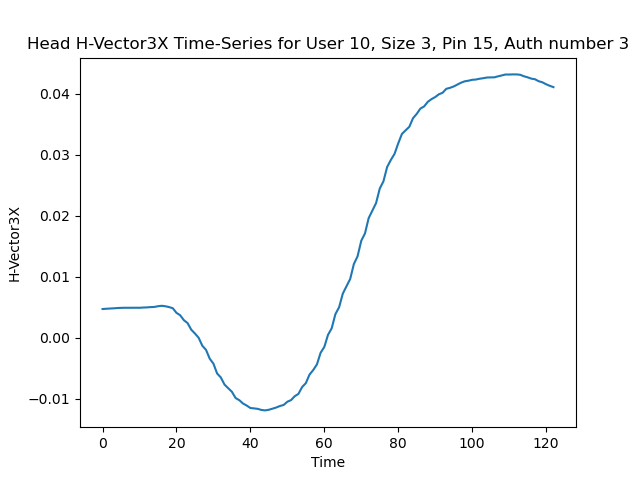 Head H-Vector3X Time-Series for User 10, Size 3, Pin 15, Auth number 3
0.04
0.03
0.02
0.01
0.00
−0.01
H-Vector3X
0 20 40 60 80 100 120
Time